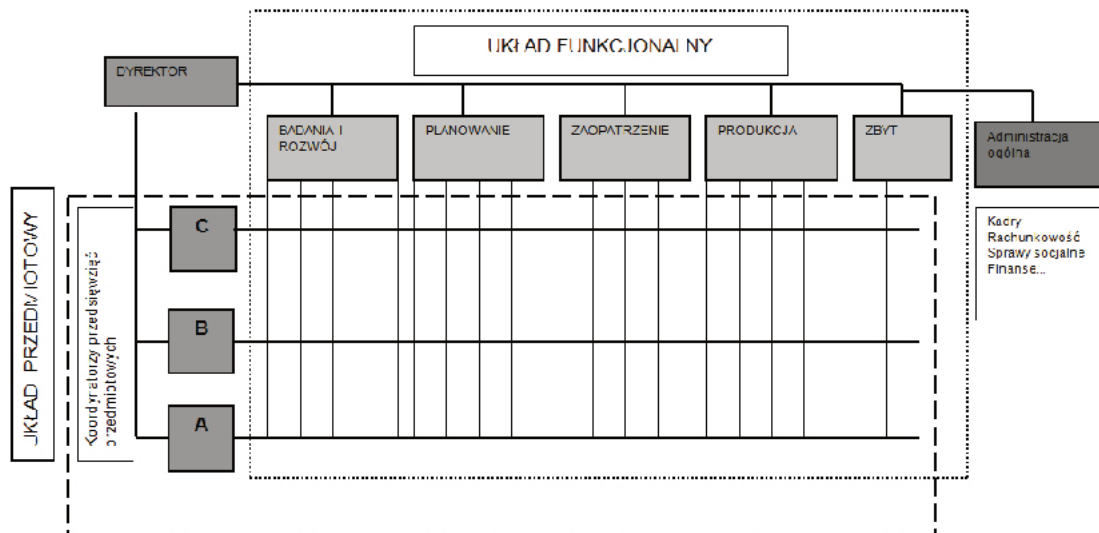 UKŁAD FUNKCJONALNY
DYREKTOR
BADANIA I
ROZWÓJ
PLANOWANIE
ZAOPATRZENIE
PRODUKCJA
ZBYT
Administracja
ogólna
Kadry
Rachunkowość
Sprawy socjalne
Finanse...
UKŁAD PRZEDMIOTOWY
Koordynatorzy przedsięwzięć
przedmiotowych
C
B
A